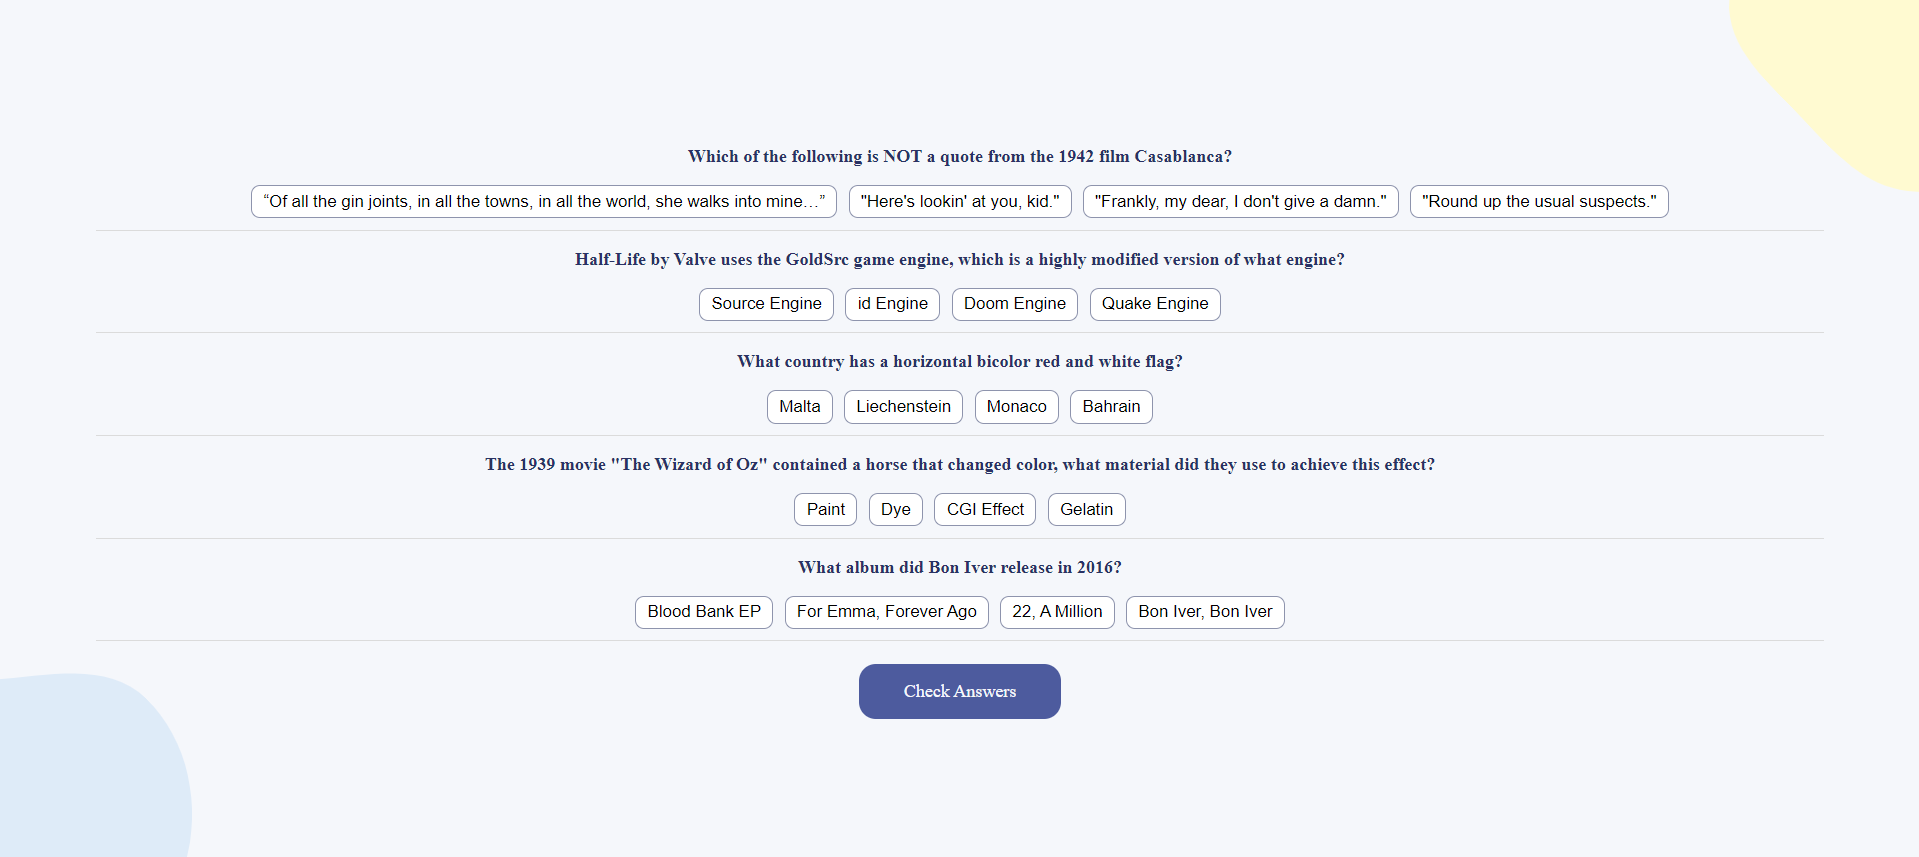 Which of the following is NOT a quote from the 1942 film Casablanca?
“Of all the gin joints, in all the towns, in all the world, she walks into mine…” "Here's lookin' at you, kid." "Frankly, my dear, I don't give a damn." "Round up the usual suspects."
Half-Life by Valve uses the GoldSrc game engine, which is a highly modified version of what engine?
Source Engine id Engine Doom Engine Quake Engine
What country has a horizontal bicolor red and white flag?
Malta Liechenstein Monaco Bahrain
The 1939 movie "The Wizard of Oz" contained a horse that changed color, what material did they use to achieve this effect?
Paint Dye CGI Effect Gelatin
What album did Bon Iver release in 2016?
Blood Bank EP For Emma, Forever Ago 22, A Million Bon Iver, Bon Iver
Check Answers